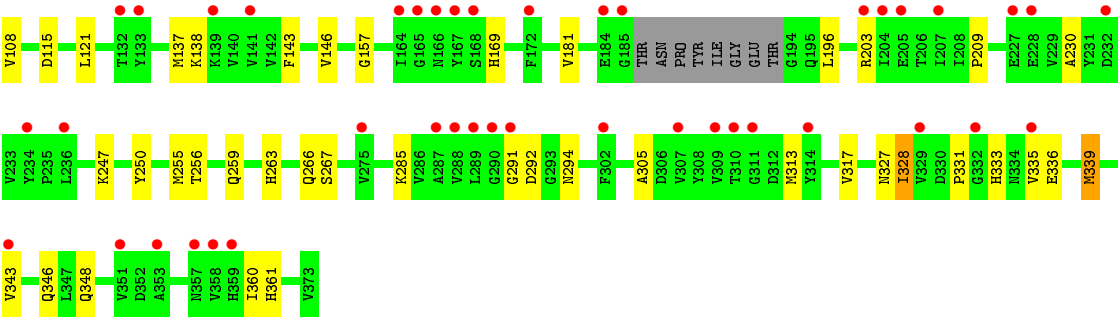 V108 D115 L121 T132 Y133 M137 K138 K139 V140 V141 V142 F143 V146 G157 I164 G165 N166 Y167 S168 H169 F172 V181 E184 G185 THR ASN PRO TYR ILE GLY GLU THR G194 Q195 L196 R203 I204 E205 T206 I207 I208 P209 E227 E228 V229 A230 Y231 D232
V233 Y234 P235 L236 K247 Y250 M255 T256 Q259 H263 Q266 S267 V275 K285 V286 A287 V288 L289 G290 G291 D292 G293 N294 F302 A305 D306 V307 Y308 V309 T310 G311 D312 M313 Y314 V317 N327 I328 V329 D330 P331 G332 H333 N334 V335 E336 M339
V343 Q346 L347 Q348 V351 D352 A353 N357 V358 H359 I360 H361 V373